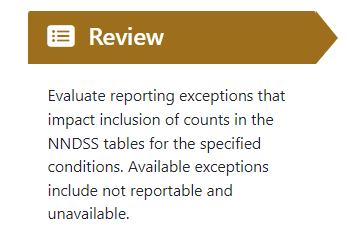 Review
Evaluate reporting exceptions that
impact inclusion of counts in the
NNDSS tables for the specified
conditions. Available exceptions
include not reportable and
unavailable.